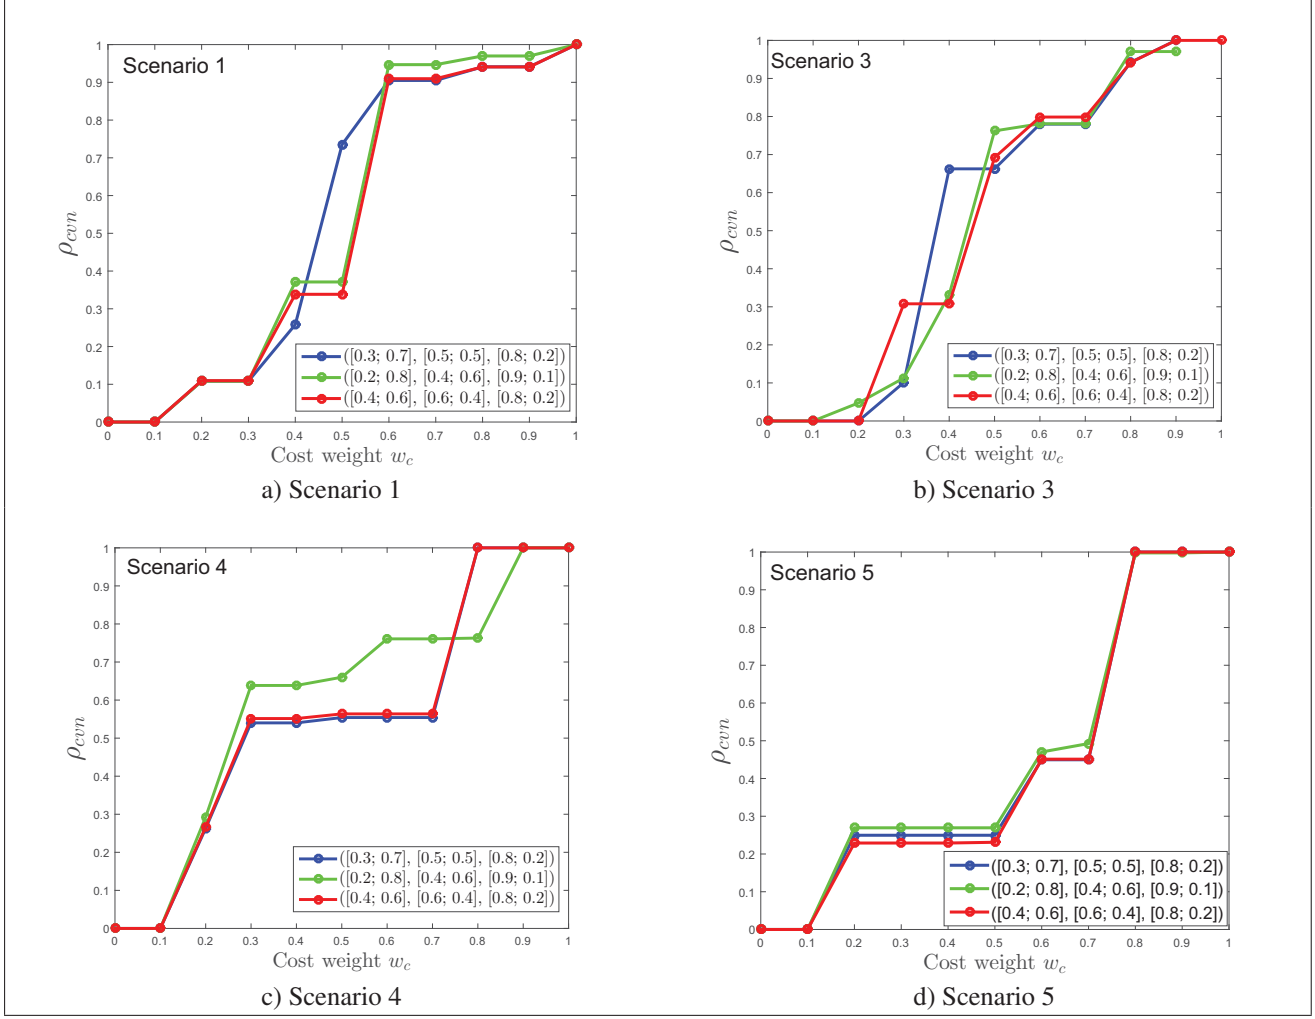 Scenario 1
1
0.9
0.8
0.7
0.6
0.5
0.4
0.3
0.2
0.1
0
ρcvn
([0.3; 0.7], [0.5; 0.5], [0.8; 0.2])
([0.2; 0.8], [0.4; 0.6], [0.9; 0.1])
([0.4; 0.6], [0.6; 0.4], [0.8; 0.2])
0 0.1 0.2 0.3 0.4 0.5 0.6 0.7 0.8 0.9 1
Cost weight wc
a) Scenario 1
Scenario 3
1
0.9
0.8
0.7
0.6
0.5
0.4
0.3
0.2
0.1
0
ρcvn
([0.3; 0.7], [0.5; 0.5], [0.8; 0.2])
([0.2; 0.8], [0.4; 0.6], [0.9; 0.1])
([0.4; 0.6], [0.6; 0.4], [0.8; 0.2])
0 0.1 0.2 0.3 0.4 0.5 0.6 0.7 0.8 0.9 1
Cost weight wc
b) Scenario 3
Scenario 4
1
0.9
0.8
0.7
0.6
0.5
0.4
0.3
0.2
0.1
0
ρcvn
([0.3; 0.7], [0.5; 0.5], [0.8; 0.2])
([0.2; 0.8], [0.4; 0.6], [0.9; 0.1])
([0.4; 0.6], [0.6; 0.4], [0.8; 0.2])
0 0.1 0.2 0.3 0.4 0.5 0.6 0.7 0.8 0.9 1
Cost weight wc
c) Scenario 4
Scenario 5
1
0.9
0.8
0.7
0.6
0.5
0.4
0.3
0.2
0.1
0
ρcvn
([0.3; 0.7], [0.5; 0.5], [0.8; 0.2])
([0.2; 0.8], [0.4; 0.6], [0.9; 0.1])
([0.4; 0.6], [0.6; 0.4], [0.8; 0.2])
0 0.1 0.2 0.3 0.4 0.5 0.6 0.7 0.8 0.9 1
Cost weight wc
d) Scenario 5